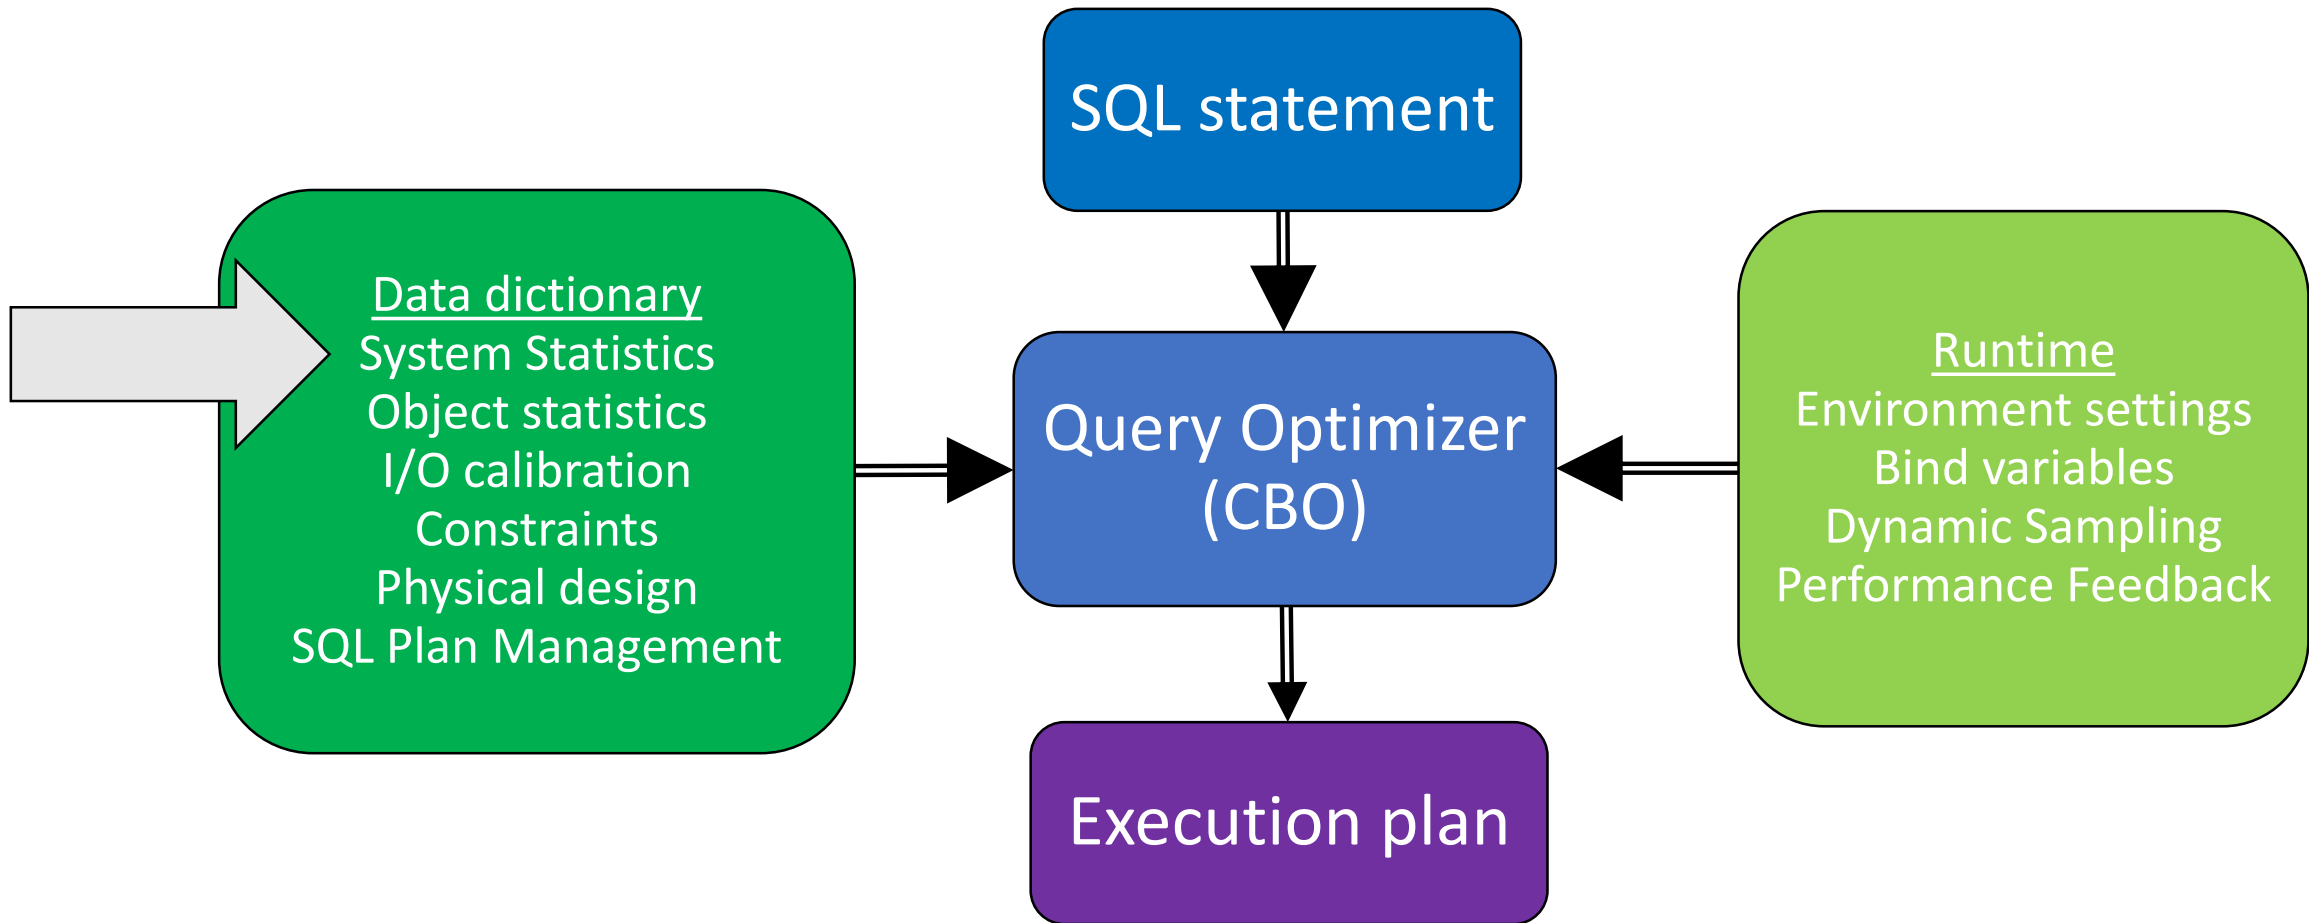 SQL statement
Data dictionary
System Statistics
Object statistics
I/O calibration
Constraints
Physical design
SQL Plan Management
Query Optimizer
(CBO)
Runtime
Environment settings
Bind variables
Dynamic Sampling
Performance Feedback
Execution plan